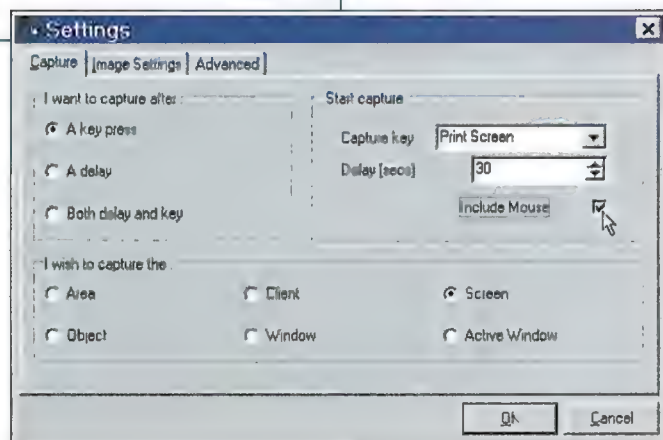 Settings
Capture
Image Settings
Advanced
I want to capture after :
A key press
A delay
Both delay and key
Start capture
Capture key
Print Screen
Delay [secs]
30
Include Mouse
I wish to capture the :
Area
Client
Screen
Object
Window
Active Window
Ok
Cancel